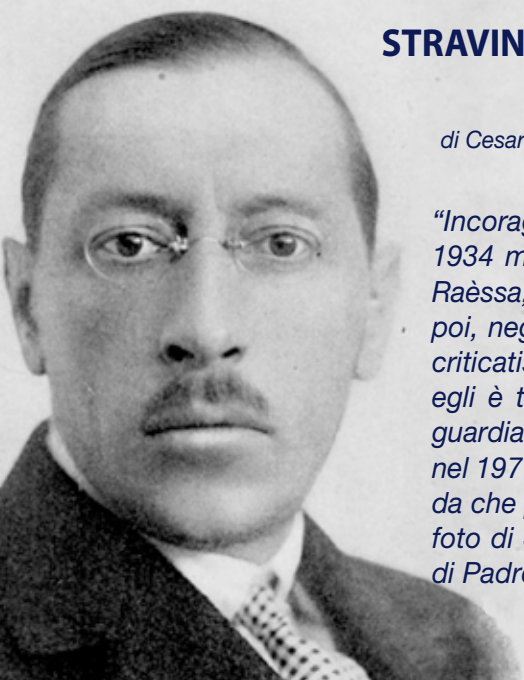 STRAVIN
di Cesar
“Incorag
1934 m
Raèssa,
poi, neg
criticatis
egli è t
guardia
nel 197
da che
foto di
di Padre